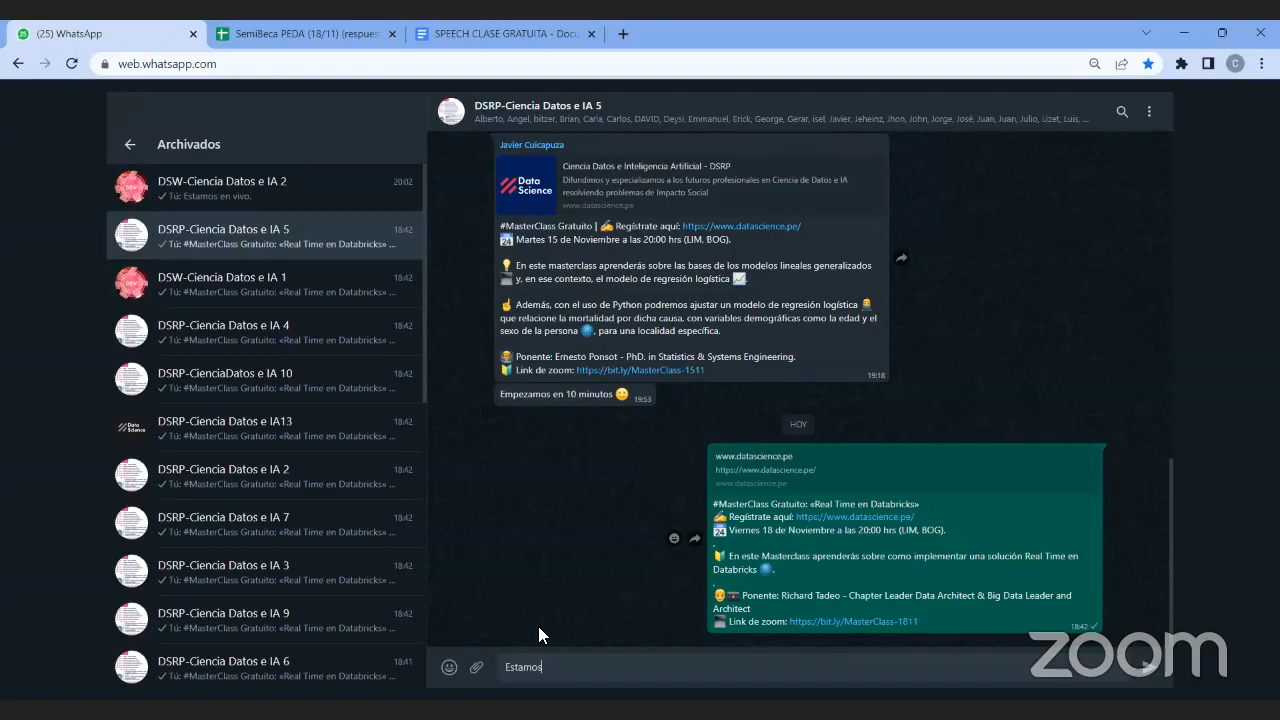 (25) WhatsApp
SemiBeca PEDA (18/11) (respues
SPEECH CLASE GRATUITA - Docu
web.whatsapp.com
C
Archivados
DSW-Ciencia Datos e IA 2
20:02
Tú: Estamos en vivo.
DSRP-Ciencia Datos e IA 5
18:42
Tú: #MasterClass Gratuito: «Real Time en Databricks» ...
DSW-Ciencia Datos e IA 1
18:42
Tú: #MasterClass Gratuito: «Real Time en Databricks» ...
DSRP-Ciencia Datos e IA 4
18:42
Tú: #MasterClass Gratuito: «Real Time en Databricks» ...
DSRP-CienciaDatos e IA 10
18:42
Tú: #MasterClass Gratuito: «Real Time en Databricks» ...
DSRP-Ciencia Datos e IA13
18:42
Tú: #MasterClass Gratuito: «Real Time en Databricks» ...
DSRP-Ciencia Datos e IA 2
18:42
Tú: #MasterClass Gratuito: «Real Time en Databricks» ...
DSRP-Ciencia Datos e IA 7
18:42
Tú: #MasterClass Gratuito: «Real Time en Databricks» ...
DSRP-Ciencia Datos e IA 8
18:42
Tú: #MasterClass Gratuito: «Real Time en Databricks» ...
DSRP-Ciencia Datos e IA 9
18:42
Tú: #MasterClass Gratuito: «Real Time en Databricks» ...
DSRP-Ciencia Datos e IA 6
18:41
Tú: #MasterClass Gratuito: «Real Time en Databricks» ...
DSRP-Ciencia Datos e IA 5
Alberto, Angel, bitzer, Brian, Carla, Carlos, DAVID, Deysi, Emmanuel, Erick, George, Gerar, isel, Javier, Jeheinz, Jhon, John, Jorge, José, Juan, Juan, Julio, Lizet, Luis, ...
Javier Cuicapuza
Data Science
Ciencia Datos e Inteligencia Artificial - DSRP
Difundimos y especializamos a los futuros profesionales en Ciencia de Datos e IA
resolviendo problemas de Impacto Social
www.datascience.pe
#MasterClass Gratuito | ✍ Regístrate aquí: https://www.datascience.pe/
Martes 15 de Noviembre a las 20:00 hrs (LIM, BOG).
En este masterclass aprenderás sobre las bases de los modelos lineales generalizados
y, en ese contexto, el modelo de regresión logística
Además, con el uso de Python podremos ajustar un modelo de regresión logística
que relacione la mortalidad por dicha causa, con variables demográficas como la edad y el
sexo de la persona , para una localidad específica.
Ponente: Ernesto Ponsot - PhD. in Statistics & Systems Engineering.
Link de zoom: https://bit.ly/MasterClass-1511
19:18
Empezamos en 10 minutos
19:53
HOY
www.datascience.pe
https://www.datascience.pe/
www.datascience.pe
#MasterClass Gratuito: «Real Time en Databricks»
Regístrate aquí: https://www.datascience.pe/
Viernes 18 de Noviembre a las 20:00 hrs (LIM, BOG).
.
En este Masterclass aprenderás sobre como implementar una solución Real Time en
Databricks .
.
Ponente: Richard Tadeo - Chapter Leader Data Architect & Big Data Leader and
Architect
Link de zoom: https://bit.ly/MasterClass-1811
18:42
Estamos
zoom